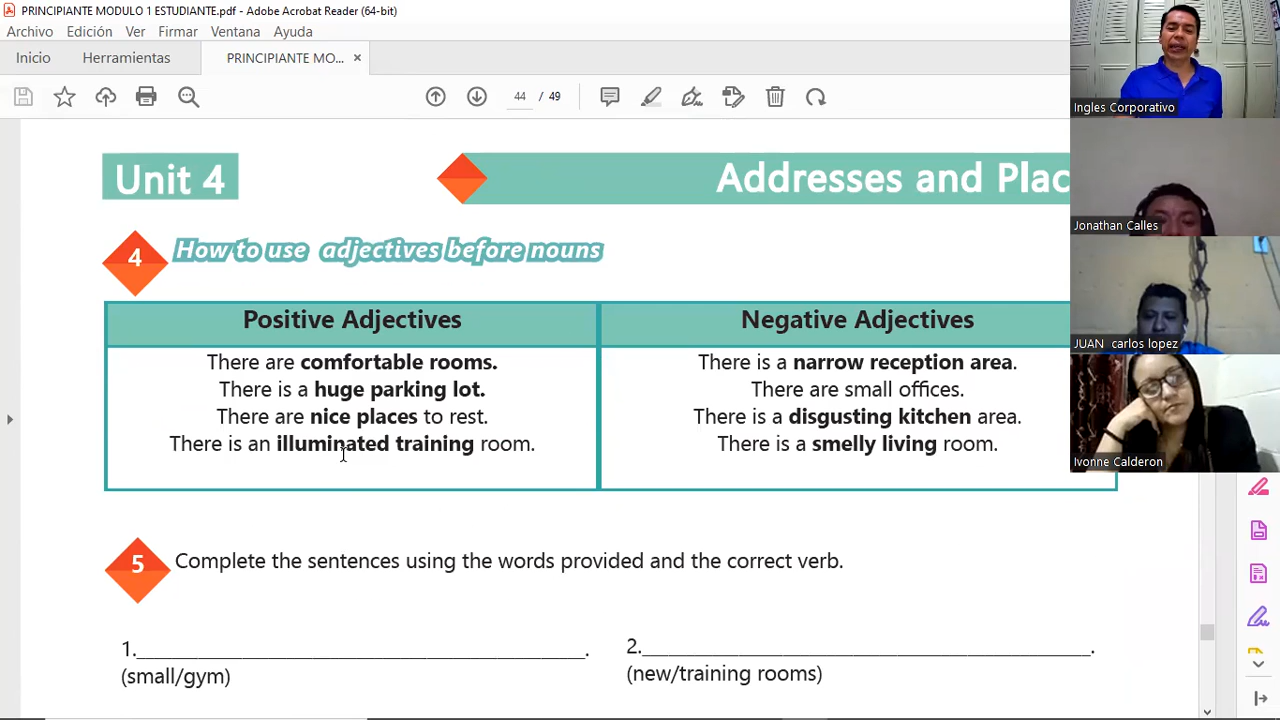 PRINCIPIANTE MODULO 1 ESTUDIANTE.pdf - Adobe Acrobat Reader (64-bit)
Archivo Edición Ver Firmar Ventana Ayuda
Inicio Herramientas PRINCIPIANTE MO... ×
44 / 49
Unit 4
Addresses and Plac
4 How to use adjectives before nouns
Positive Adjectives
There are comfortable rooms.
There is a huge parking lot.
There are nice places to rest.
There is an illuminated training room.
Negative Adjectives
There is a narrow reception area.
There are small offices.
There is a disgusting kitchen area.
There is a smelly living room.
5 Complete the sentences using the words provided and the correct verb.
1.________________________________________.
(small/gym)
2.________________________________________.
(new/training rooms)
Ingles Corporativo
Jonathan Calles
JUAN carlos lopez
Ivonne Calderon